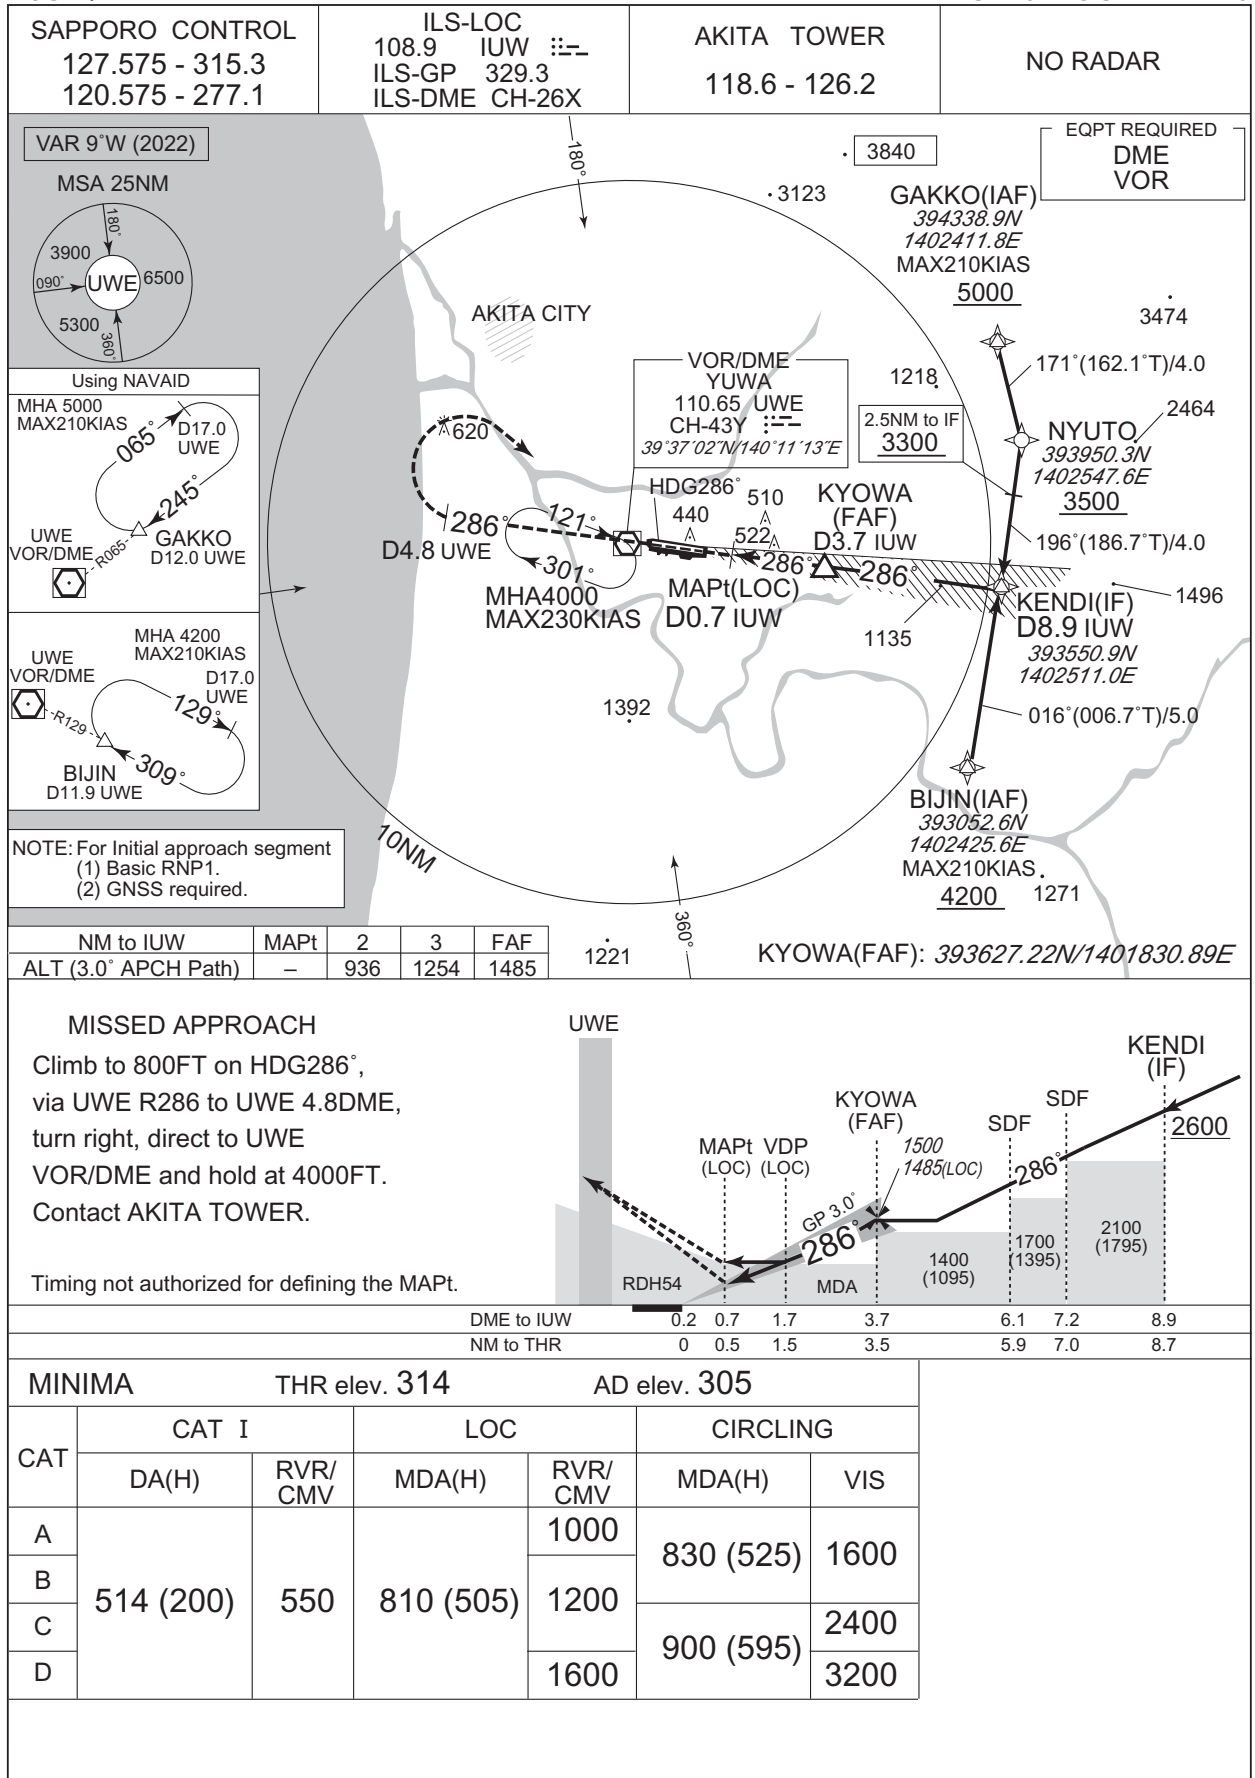 SAPPORO CONTROL
127.575 - 315.3
120.575 - 277.1
ILS-LOC
108.9 IUW
ILS-GP 329.3
ILS-DME CH-26X
AKITA TOWER
118.6 - 126.2
NO RADAR
VAR 9°W (2022)
MSA 25NM
180°
3900
090°
UWE
6500
5300
360°
EQPT REQUIRED
DME
VOR
180°
3840
3123
GAKKO(IAF)
394338.9N
1402411.8E
MAX210KIAS
5000
3474
AKITA CITY
VOR/DME
YUWA
110.65 UWE
CH-43Y
39°37′02″N/140°11′13″E
1218
171°(162.1°T)/4.0
2.5NM to IF
3300
2464
NYUTO
393950.3N
1402547.6E
3500
196°(186.7°T)/4.0
620
HDG286°
510
440
522
KYOWA
(FAF)
D3.7 IUW
286°
121°
301°
D4.8 UWE
MHA4000
MAX230KIAS
MAPt(LOC)
D0.7 IUW
286°
286°
1135
KENDI(IF)
D8.9 IUW
393550.9N
1402511.0E
1496
1392
016°(006.7°T)/5.0
BIJIN(IAF)
393052.6N
1402425.6E
MAX210KIAS
4200
1271
10NM
360°
1221
KYOWA(FAF): 393627.22N/1401830.89E
Using NAVAID
MHA 5000
MAX210KIAS
065°
D17.0
UWE
245°
UWE
VOR/DME
R065
GAKKO
D12.0 UWE
MHA 4200
MAX210KIAS
UWE
VOR/DME
D17.0
UWE
129°
R129
309°
BIJIN
D11.9 UWE
NOTE: For Initial approach segment
(1) Basic RNP1.
(2) GNSS required.
NM to IUW MAPt 2 3 FAF
ALT (3.0° APCH Path) – 936 1254 1485
MISSED APPROACH
Climb to 800FT on HDG286°,
via UWE R286 to UWE 4.8DME,
turn right, direct to UWE
VOR/DME and hold at 4000FT.
Contact AKITA TOWER.
Timing not authorized for defining the MAPt.
UWE
KENDI
(IF)
2600
SDF
SDF
KYOWA
(FAF)
1500
1485(LOC)
MAPt
(LOC)
VDP
(LOC)
GP 3.0°
286°
286°
RDH54
MDA
1400
(1095)
1700
(1395)
2100
(1795)
DME to IUW 0.2 0.7 1.7 3.7 6.1 7.2 8.9
NM to THR 0 0.5 1.5 3.5 5.9 7.0 8.7
MINIMA THR elev. 314 AD elev. 305
CAT
CAT I LOC CIRCLING
DA(H) RVR/CMV MDA(H) RVR/CMV MDA(H) VIS
A 514 (200) 550 810 (505) 1000 830 (525) 1600
B 1200
C 900 (595) 2400
D 1600 3200